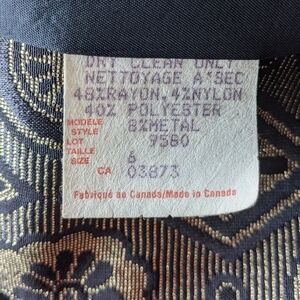 DRY CLEAN ONLY
NETTOYAGE A'SEC
48%RAYON,4%NYLON
40% POLYESTER
MODELE
STYLE 8%METAL
LOT 9580
TAILLE
SIZE 6
CA 03873
Fabriqué au Canada/Made in Canada